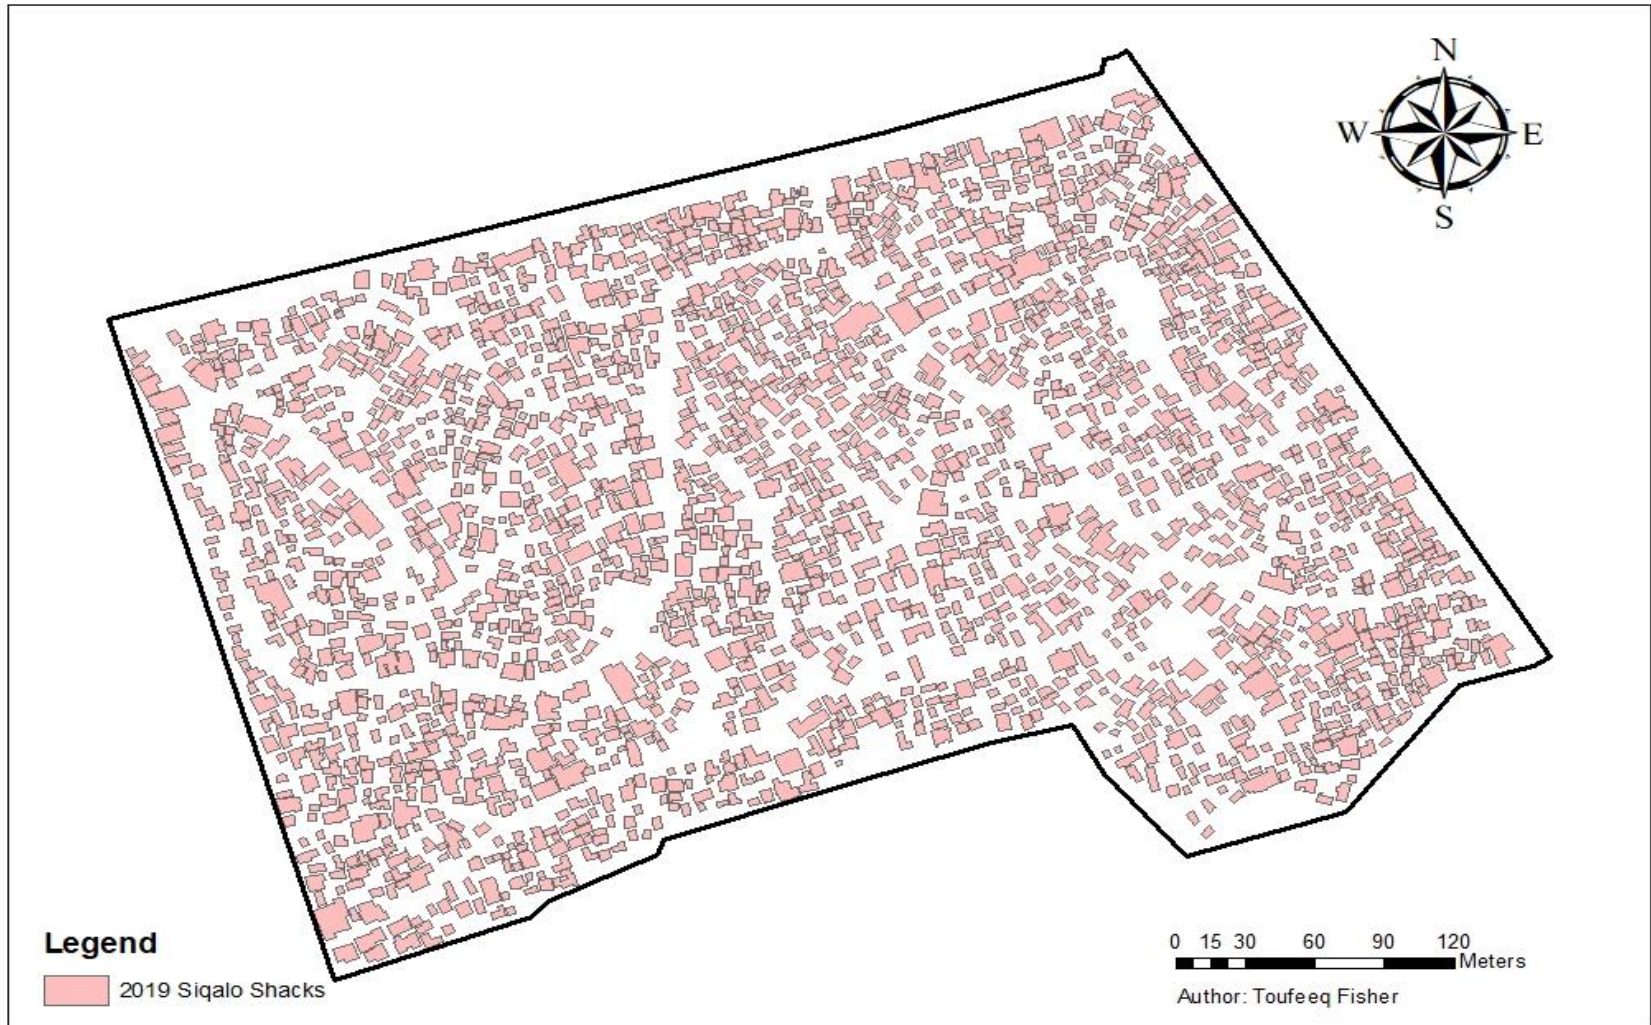 N
W E
S
Legend
2019 Siqalo Shacks
0 15 30 60 90 120
Meters
Author: Toufeeq Fisher